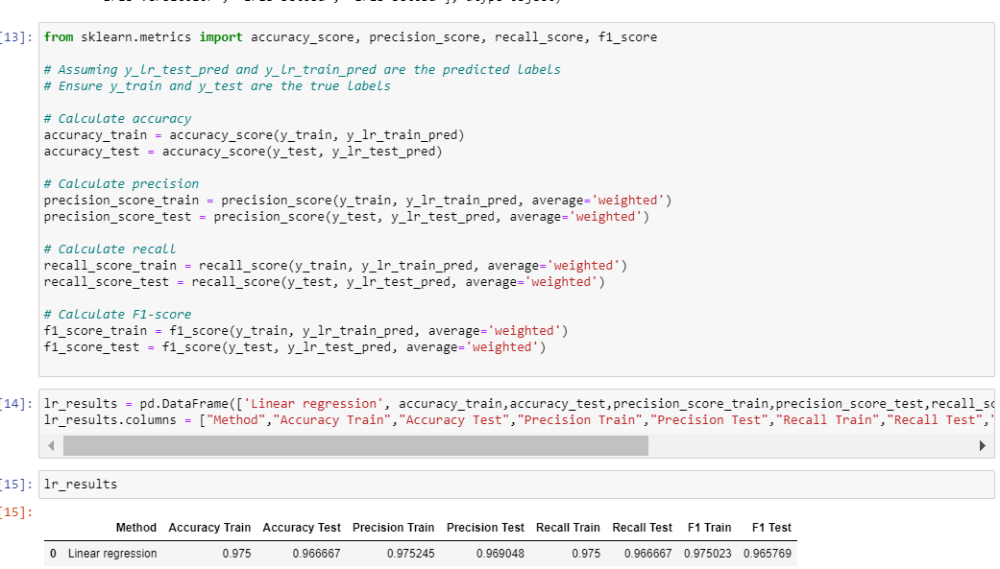 [13]:
from sklearn.metrics import accuracy_score, precision_score, recall_score, f1_score
# Assuming y_lr_test_pred and y_lr_train_pred are the predicted labels
# Ensure y_train and y_test are the true labels
# Calculate accuracy
accuracy_train = accuracy_score(y_train, y_lr_train_pred)
accuracy_test = accuracy_score(y_test, y_lr_test_pred)
# Calculate precision
precision_score_train = precision_score(y_train, y_lr_train_pred, average='weighted')
precision_score_test = precision_score(y_test, y_lr_test_pred, average='weighted')
# Calculate recall
recall_score_train = recall_score(y_train, y_lr_train_pred, average='weighted')
recall_score_test = recall_score(y_test, y_lr_test_pred, average='weighted')
# Calculate F1-score
f1_score_train = f1_score(y_train, y_lr_train_pred, average='weighted')
f1_score_test = f1_score(y_test, y_lr_test_pred, average='weighted')
[14]:
lr_results = pd.DataFrame(['Linear regression', accuracy_train,accuracy_test,precision_score_train,precision_score_test,recall_sc
lr_results.columns = ["Method","Accuracy Train","Accuracy Test","Precision Train","Precision Test","Recall Train","Recall Test","
[15]:
lr_results
[15]:
Method Accuracy Train Accuracy Test Precision Train Precision Test Recall Train Recall Test F1 Train F1 Test
0 Linear regression 0.975 0.966667 0.975245 0.969048 0.975 0.966667 0.975023 0.965769